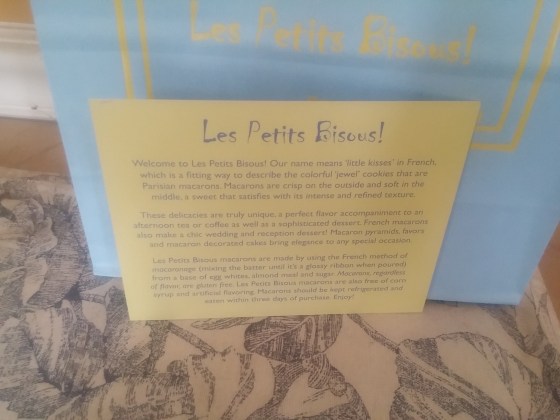 Les Petits Bisous!
Les Petits Bisous!
Welcome to Les Petits Bisous! Our name means 'little kisses' in French,
which is a fitting way to describe the colorful 'jewel' cookies that are
Parisian macarons. Macarons are crisp on the outside and soft in the
middle...a sweet that satisfies with its intense and refined texture.
These delicacies are truly unique, a perfect flavor accompaniment to an
afternoon tea or coffee as well as a sophisticated dessert. French macarons
also make a chic wedding and reception dessert! Macaron pyramids, favors
and macaron decorated cakes bring elegance to any special occasion.
Les Petit Bisous macarons are made by using the French method of
macaronage (mixing the batter until it's a glossy ribbon when poured)
from a base of egg whites, almond meal and sugar. Macarons, regardless
of flavor, are gluten free. Les Petits Bisous macarons are also free of corn
syrup and artificial flavoring. Macarons should be kept refrigerated and
eaten within three days of purchase. Enjoy!